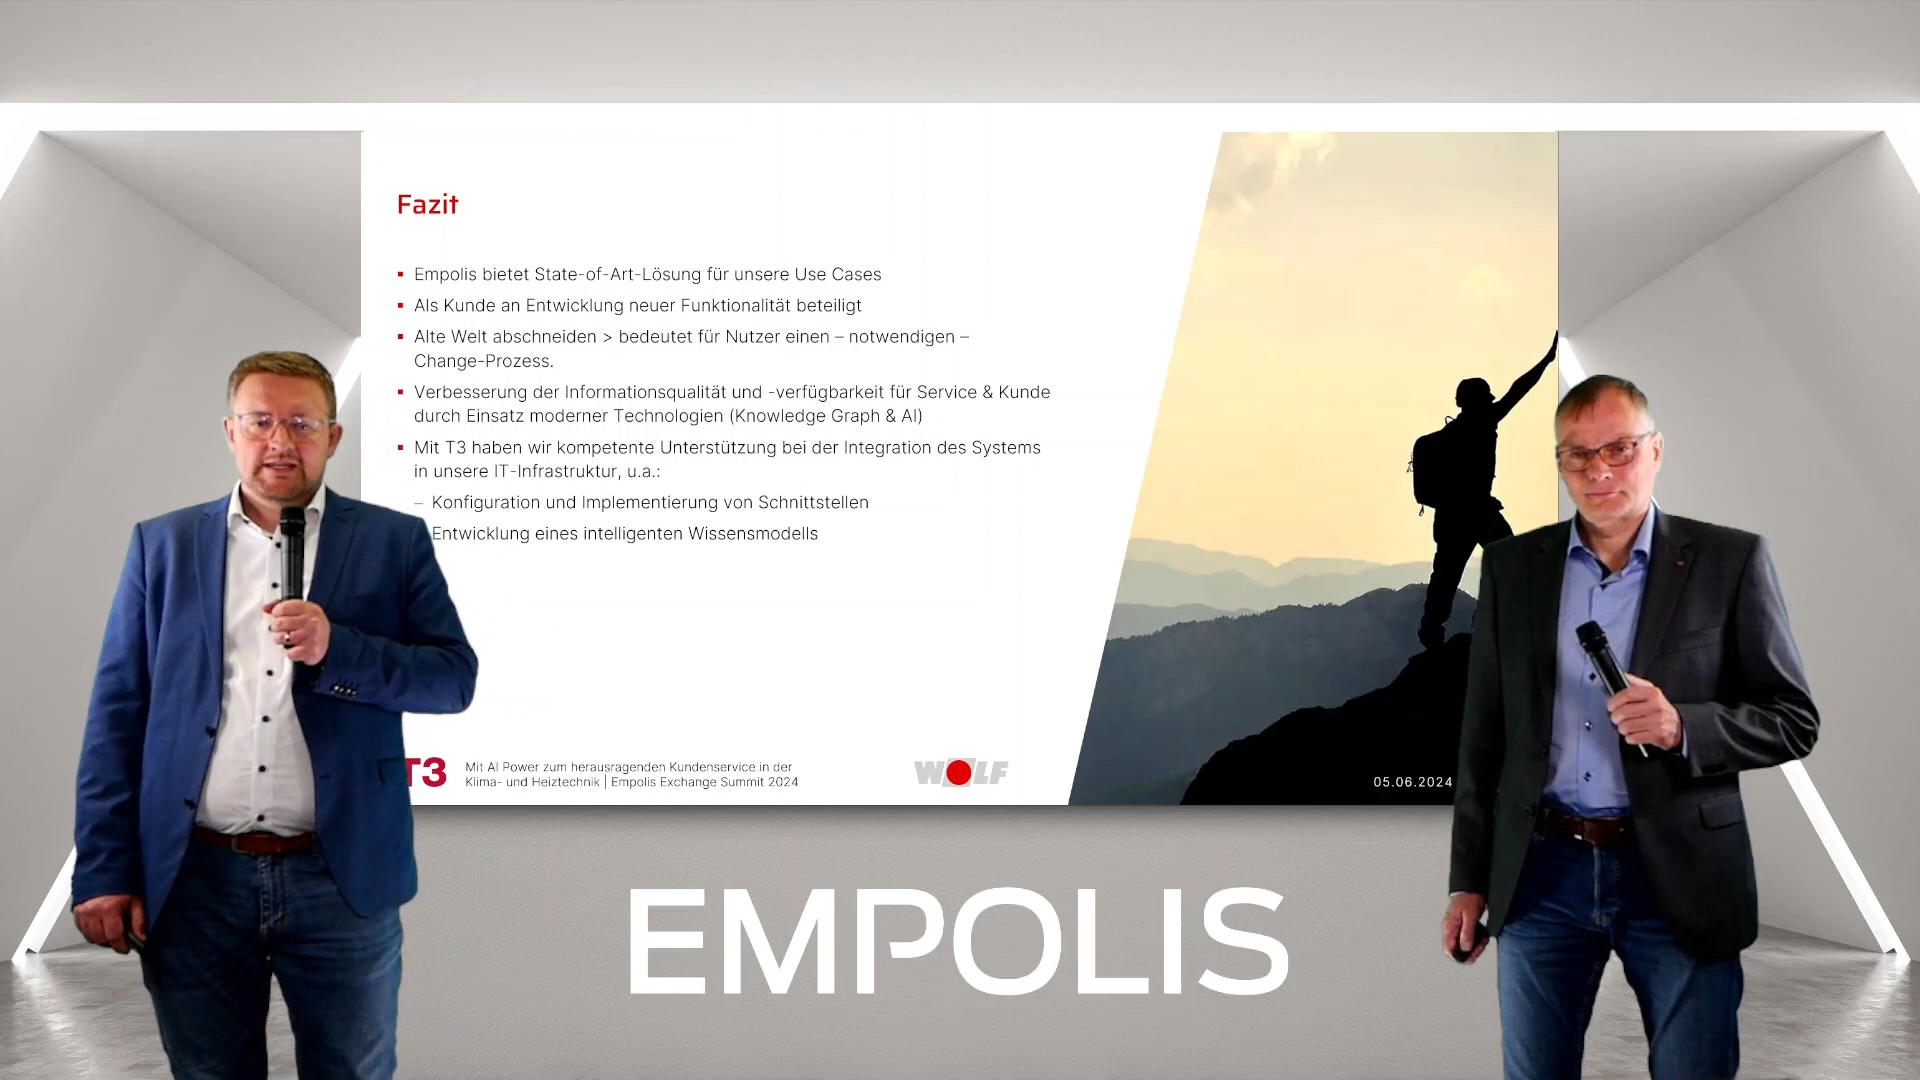 Fazit
Empolis bietet State-of-Art-Lösung für unsere Use Cases
Als Kunde an Entwicklung neuer Funktionalität beteiligt
Alte Welt abschneiden > bedeutet für Nutzer einen – notwendigen –
Change-Prozess.
Verbesserung der Informationsqualität und -verfügbarkeit für Service & Kunde
durch Einsatz moderner Technologien (Knowledge Graph & AI)
Mit T3 haben wir kompetente Unterstützung bei der Integration des Systems
in unsere IT-Infrastruktur, u.a.:
– Konfiguration und Implementierung von Schnittstellen
Entwicklung eines intelligenten Wissensmodells
T3
Mit AI Power zum herausragenden Kundenservice in der
Klima- und Heiztechnik | Empolis Exchange Summit 2024
WOLF
05.06.2024
EMPOLIS